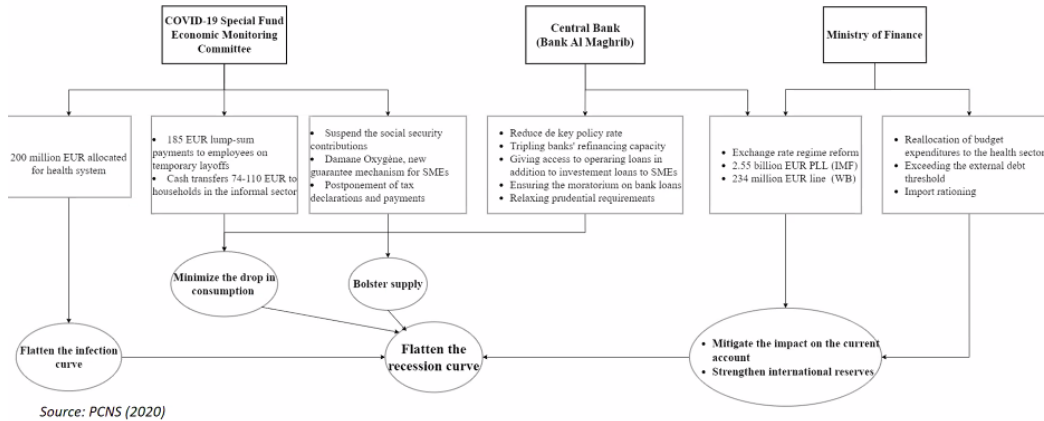 COVID-19 Special Fund
Economic Monitoring
Committee
Central Bank
(Bank Al Maghrib)
Ministry of Finance
200 million EUR allocated
for health system
• 185 EUR lump-sum
payments to employees on
temporary layoffs
• Cash transfers 74-110 EUR to
households in the informal sector
• Suspend the social security
contributions
• Damane Oxygène, new
guarantee mechanism for SMEs
• Postponement of tax
declarations and payments
• Reduce de key policy rate
• Tripling banks' refinancing capacity
• Giving access to operating loans in
addition to investement loans to SMEs
• Ensuring the moratorium on bank loans
• Relaxing prudential requirements
• Exchange rate regime reform
• 2.55 billion EUR PLL (IMF)
• 234 million EUR line (WB)
• Reallocation of budget
expenditures to the health sector
• Exceeding the external debt
threshold
• Import rationing
Minimize the drop in
consumption
Bolster supply
Flatten the infection
curve
Flatten the
recession curve
• Mitigate the impact on the current
account
• Strengthen international reserves
Source: PCNS (2020)